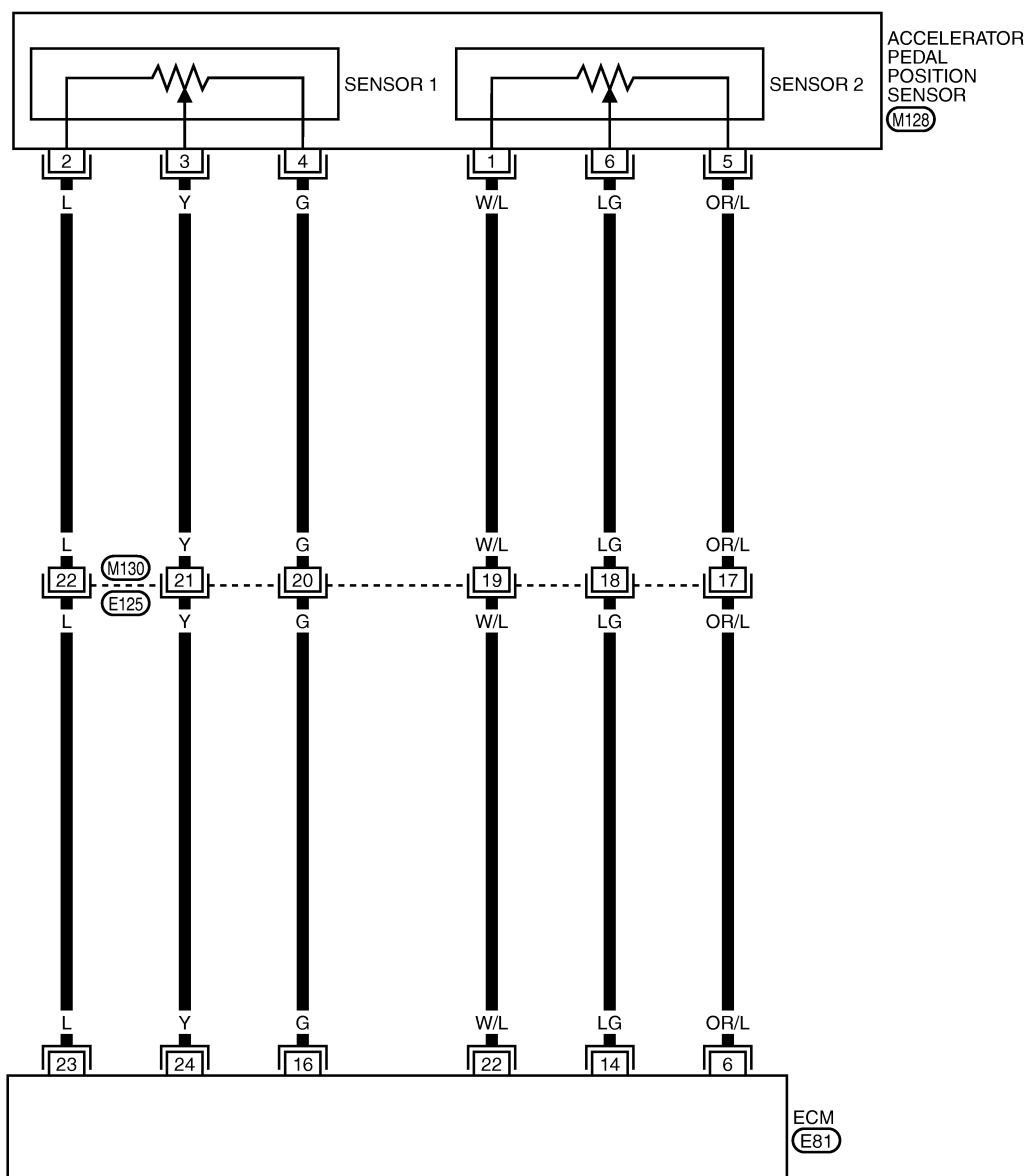 ACCELERATOR
PEDAL
POSITION
SENSOR
M128
SENSOR 1 SENSOR 2
2 3 4 1 6 5
L Y G W/L LG OR/L
L Y G W/L LG OR/L
M130
22 21 20 19 18 17
E125
L Y G W/L LG OR/L
L Y G W/L LG OR/L
23 24 16 22 14 6
ECM
E81